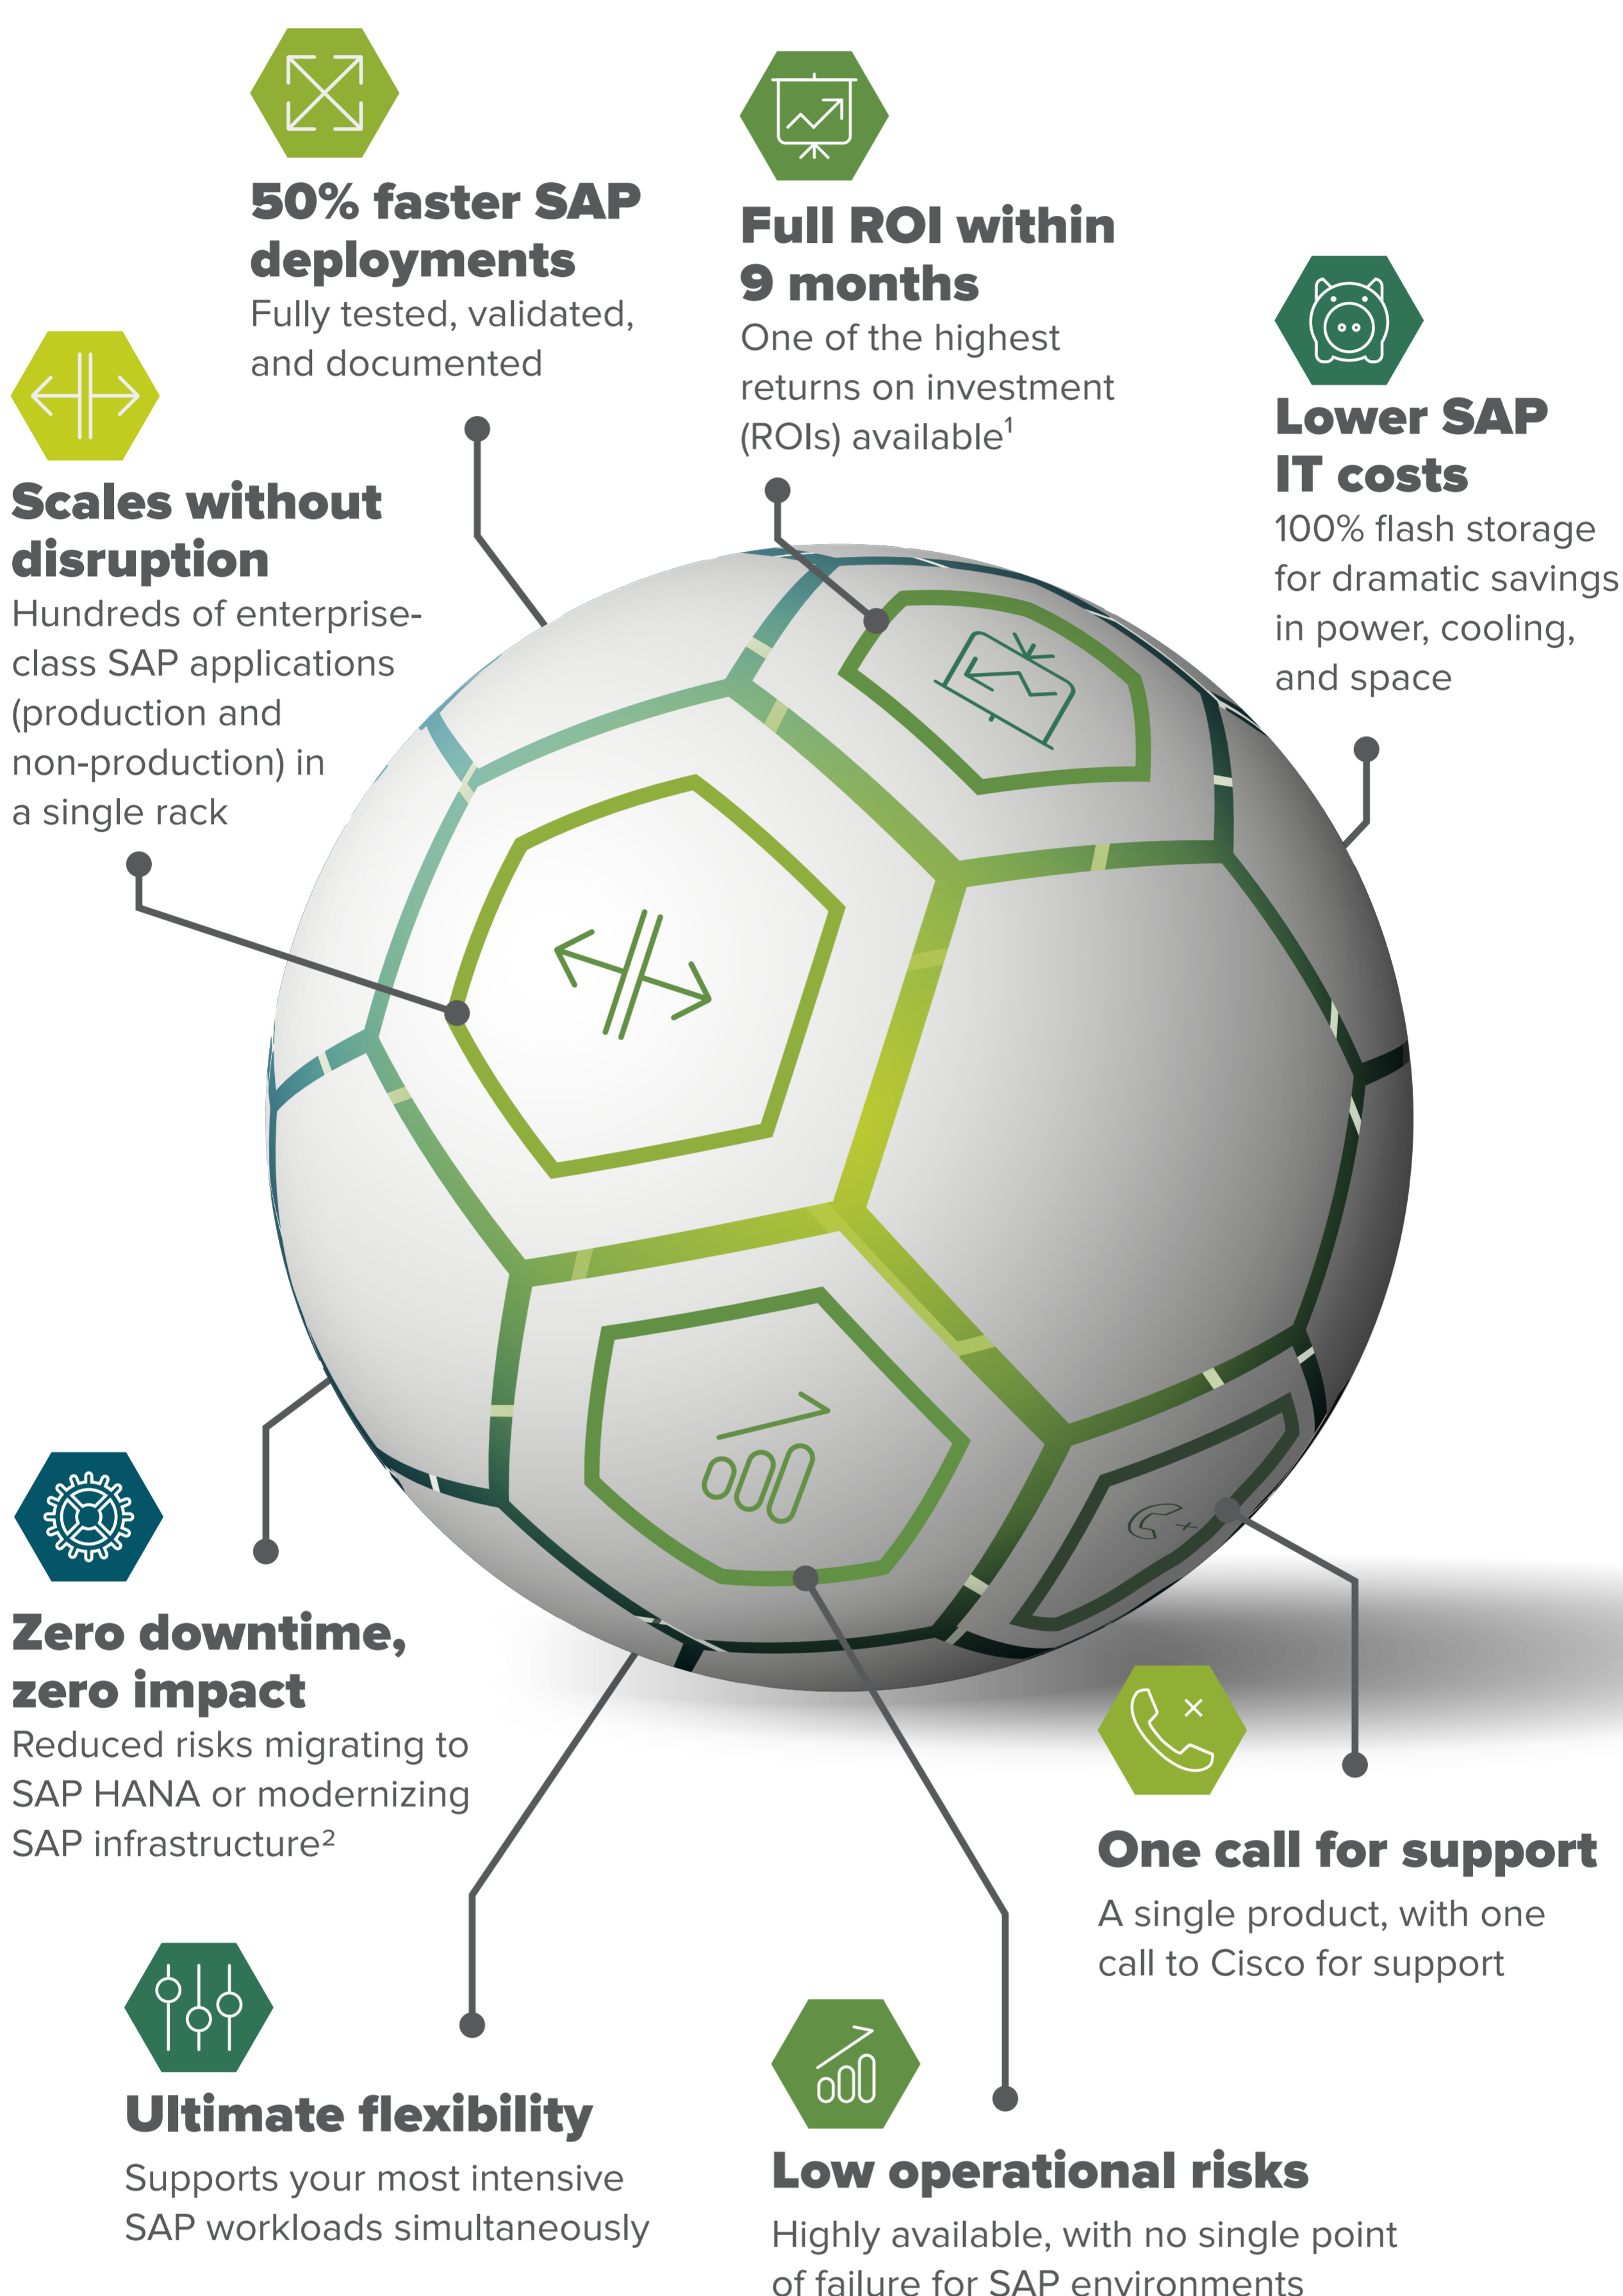 50% faster SAP
deployments
Fully tested, validated,
and documented
Full ROI within
9 months
One of the highest
returns on investment
(ROIs) available¹
Lower SAP
IT costs
100% flash storage
for dramatic savings
in power, cooling,
and space
Scales without
disruption
Hundreds of enterprise-
class SAP applications
(production and
non-production) in
a single rack
Zero downtime,
zero impact
Reduced risks migrating to
SAP HANA or modernizing
SAP infrastructure²
One call for support
A single product, with one
call to Cisco for support
Ultimate flexibility
Supports your most intensive
SAP workloads simultaneously
Low operational risks
Highly available, with no single point
of failure for SAP environments